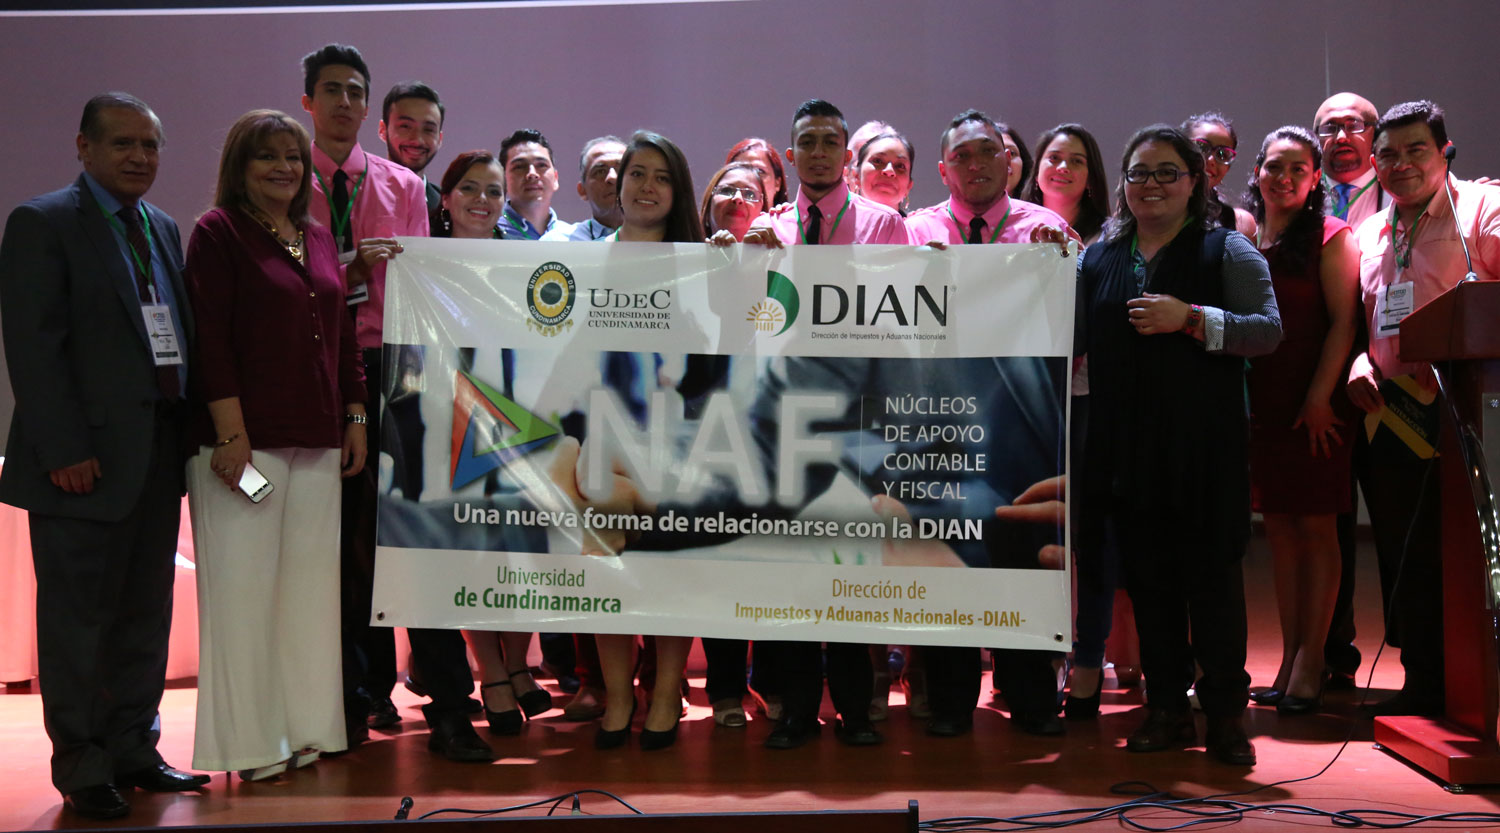 UNIVERSIDAD DE CUNDINAMARCA
UDEC
UNIVERSIDAD DE
CUNDINAMARCA
DIAN®
Dirección de Impuestos y Aduanas Nacionales
NAF
NÚCLEOS
DE APOYO
CONTABLE
Y FISCAL
Una nueva forma de relacionarse con la DIAN
Universidad
de Cundinamarca
Dirección de
Impuestos y Aduanas Nacionales -DIAN-